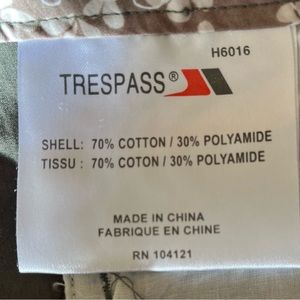 H6016
TRESPASS®
SHELL: 70% COTTON / 30% POLYAMIDE
TISSU : 70% COTON / 30% POLYAMIDE
MADE IN CHINA
FABRIQUE EN CHINE
RN 104121